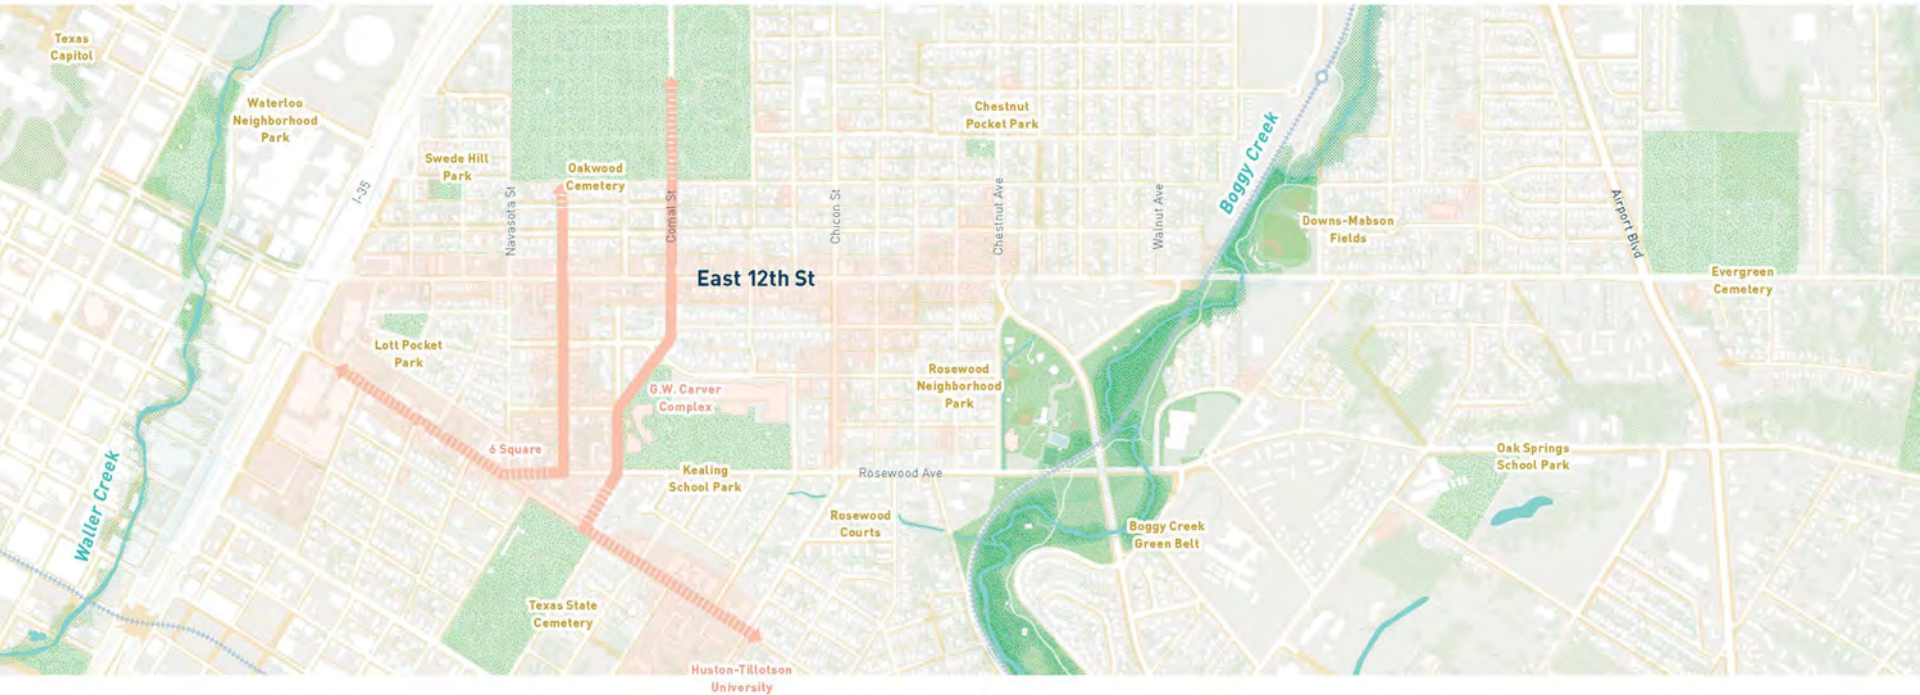 Texas
Capitol
Waterloo
Neighborhood
Park
I-35
Swede Hill
Park
Oakwood
Cemetery
Navasota St
Comal St
Chicon St
Chestnut
Pocket Park
Chestnut Ave
Walnut Ave
Boggy Creek
Downs-Mabson
Fields
Airport Blvd
Evergreen
Cemetery
East 12th St
Lott Pocket
Park
G.W. Carver
Complex
Rosewood
Neighborhood
Park
6 Square
Kealing
School Park
Rosewood Ave
Oak Springs
School Park
Waller Creek
Rosewood
Courts
Boggy Creek
Green Belt
Texas State
Cemetery
Huston-Tillotson
University